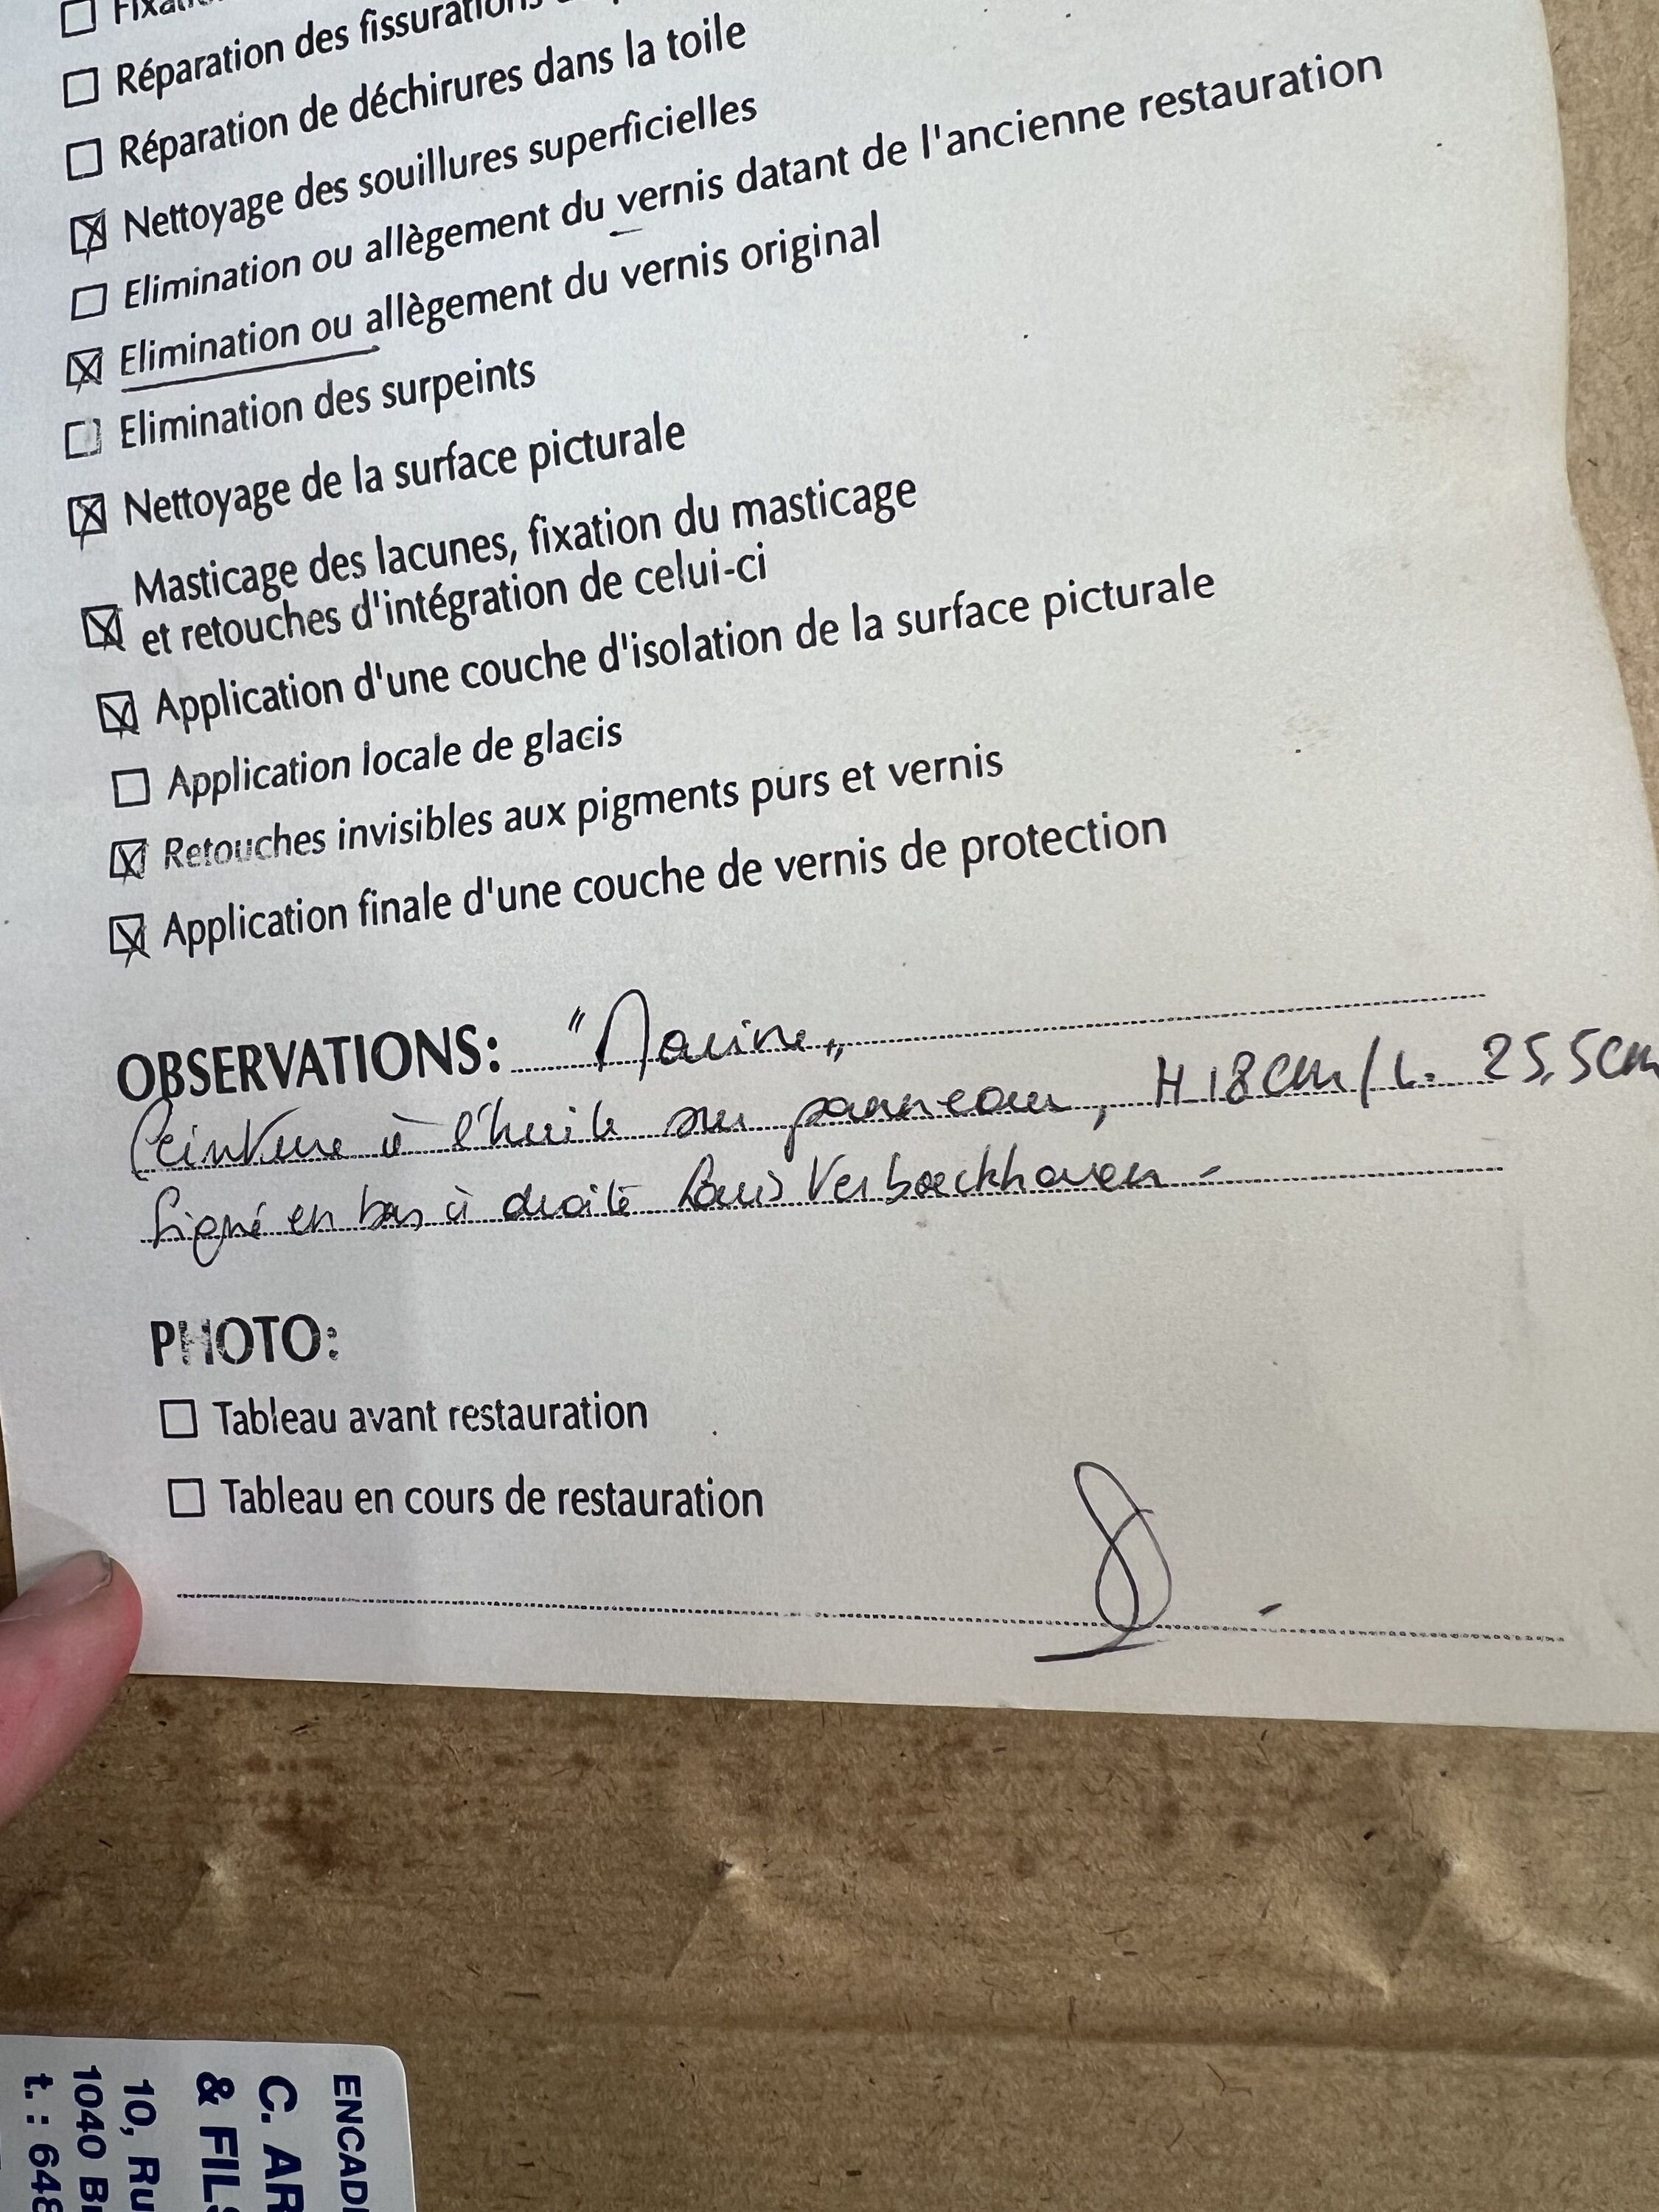 ☐ Réparation des fissurations
☐ Réparation de déchirures dans la toile
☒ Nettoyage des souillures superficielles
☐ Elimination ou allègement du vernis datant de l'ancienne restauration
☒ Elimination ou allègement du vernis original
☐ Elimination des surpeints
☒ Nettoyage de la surface picturale
☒ Masticage des lacunes, fixation du masticage
et retouches d'intégration de celui-ci
☒ Application d'une couche d'isolation de la surface picturale
☐ Application locale de glacis
☒ Retouches invisibles aux pigments purs et vernis
☒ Application finale d'une couche de vernis de protection
OBSERVATIONS: "Marine"
Peinture à l'huile sur panneau, H 18cm/L. 25,5cm
Signé en bas à droite Louis Verboeckhoven -
PHOTO:
☐ Tableau avant restauration
☐ Tableau en cours de restauration
ENCAD
C. AR
& FILS
10, Ru
1040 B
t. : 648